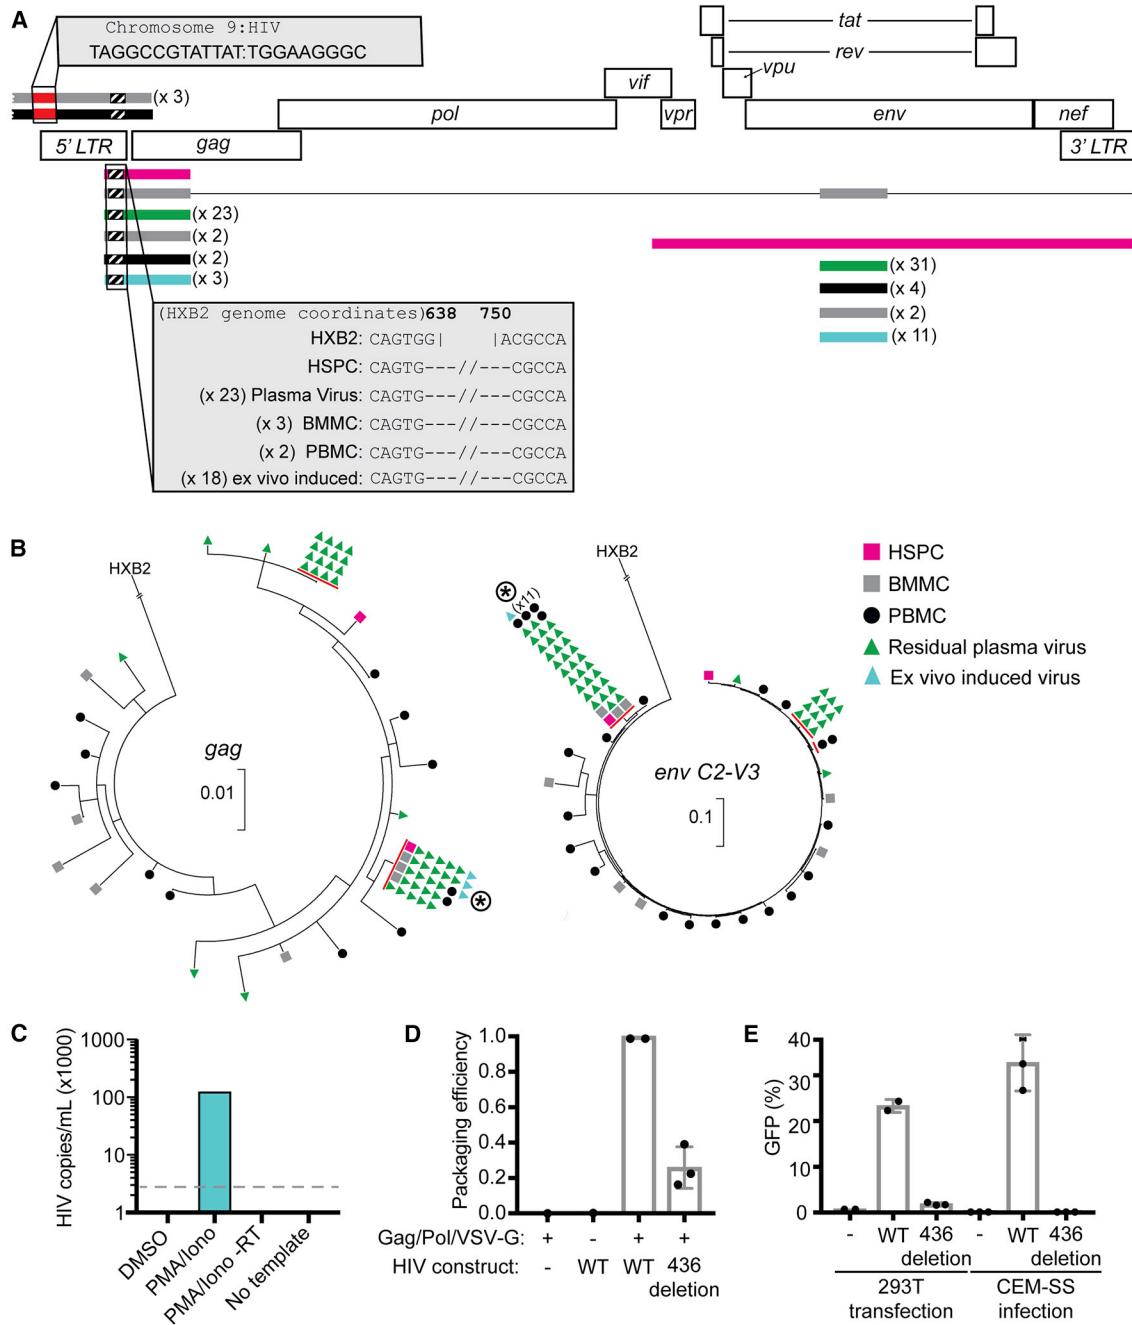 A
Chromosome 9:HIV
TAGGCCGTATTAT:TGGAAGGGC
(x 3)
tat
rev
vpu
vif
pol
vpr
env
nef
5' LTR
gag
3' LTR
(x 23)
(x 2)
(x 2)
(x 3)
(x 31)
(x 4)
(x 2)
(x 11)
(HXB2 genome coordinates)638 750
HXB2: CAGTGG| |ACGCCA
HSPC: CAGTG---//---CGCCA
(x 23) Plasma Virus: CAGTG---//---CGCCA
(x 3) BMMC: CAGTG---//---CGCCA
(x 2) PBMC: CAGTG---//---CGCCA
(x 18) ex vivo induced: CAGTG---//---CGCCA
B
HXB2
gag
0.01
*
HXB2
* (x11)
env C2-V3
0.1
HSPC
BMMC
PBMC
Residual plasma virus
Ex vivo induced virus
C
HIV copies/mL (x1000)
1000
100
10
1
DMSO
PMA/Iono
PMA/Iono -RT
No template
D
Packaging efficiency
1.0
0.8
0.6
0.4
0.2
0.0
Gag/Pol/VSV-G: + - + +
HIV construct: - WT WT 436
deletion
E
GFP (%)
40
30
20
10
0
- WT 436 - WT 436
deletion deletion
293T CEM-SS
transfection infection